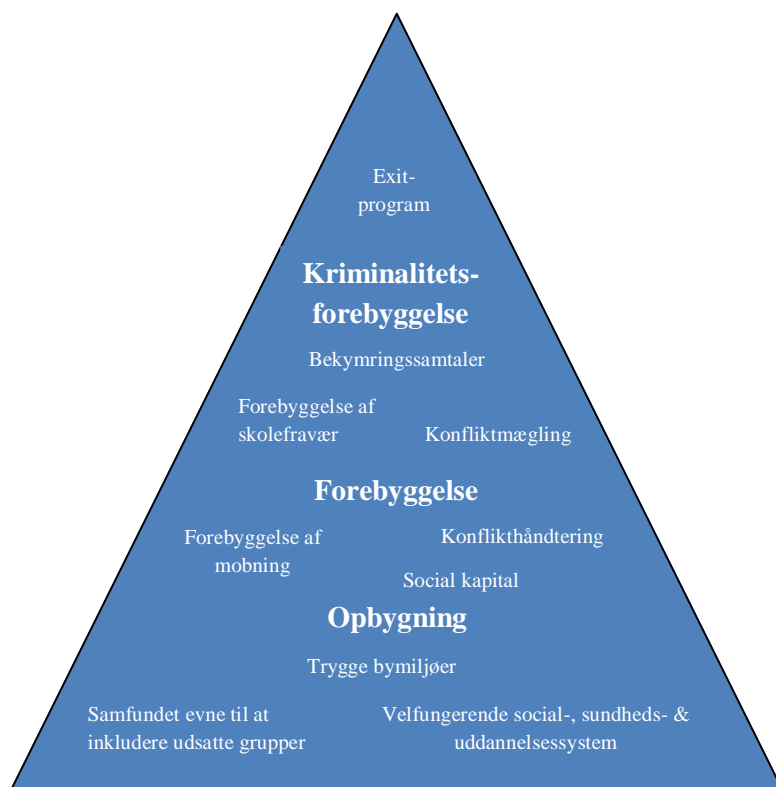 Exit-
program
Kriminalitets-
forebyggelse
Bekymringssamtaler
Forebyggelse af
skolefravær
Konfliktmægling
Forebyggelse
Forebyggelse af
mobning
Konflikthåndtering
Social kapital
Opbygning
Trygge bymiljøer
Samfundet evne til at
inkludere udsatte grupper
Velfungerende social-, sundheds- &
uddannelsessystem